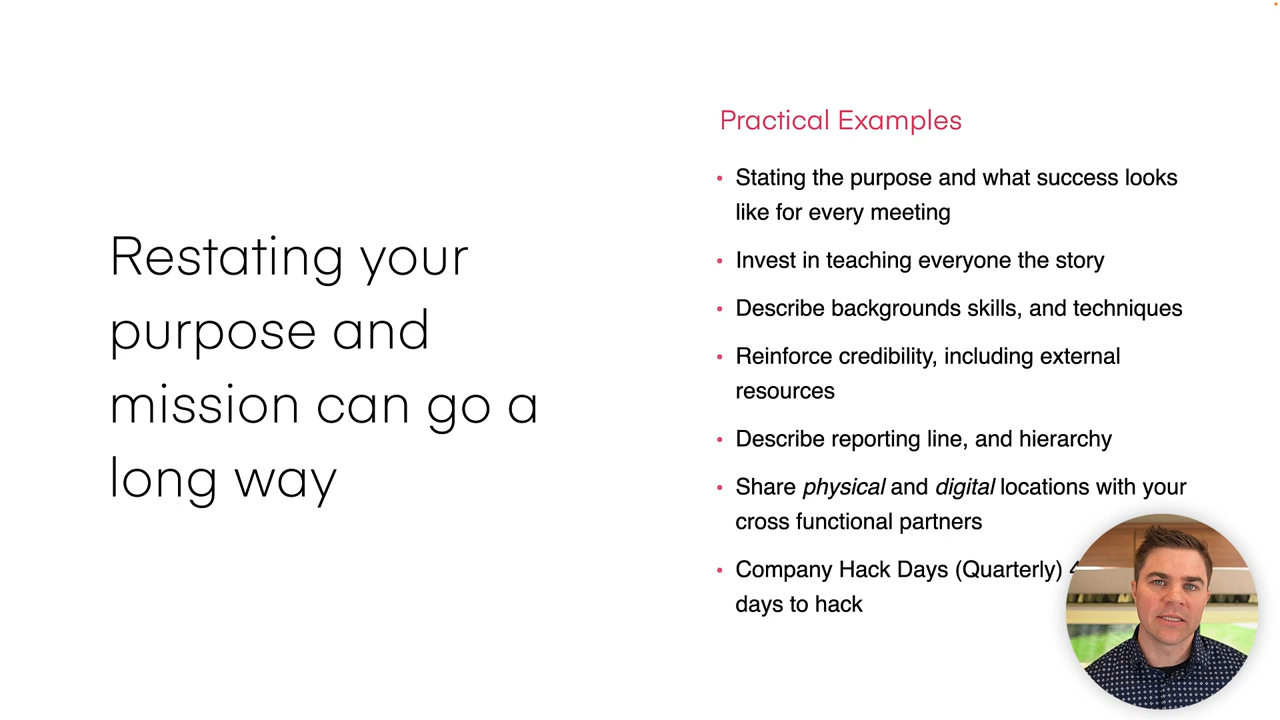 Restating your
purpose and
mission can go a
long way
Practical Examples
• Stating the purpose and what success looks
like for every meeting
• Invest in teaching everyone the story
• Describe backgrounds skills, and techniques
• Reinforce credibility, including external
resources
• Describe reporting line, and hierarchy
• Share physical and digital locations with your
cross functional partners
• Company Hack Days (Quarterly)
days to hack